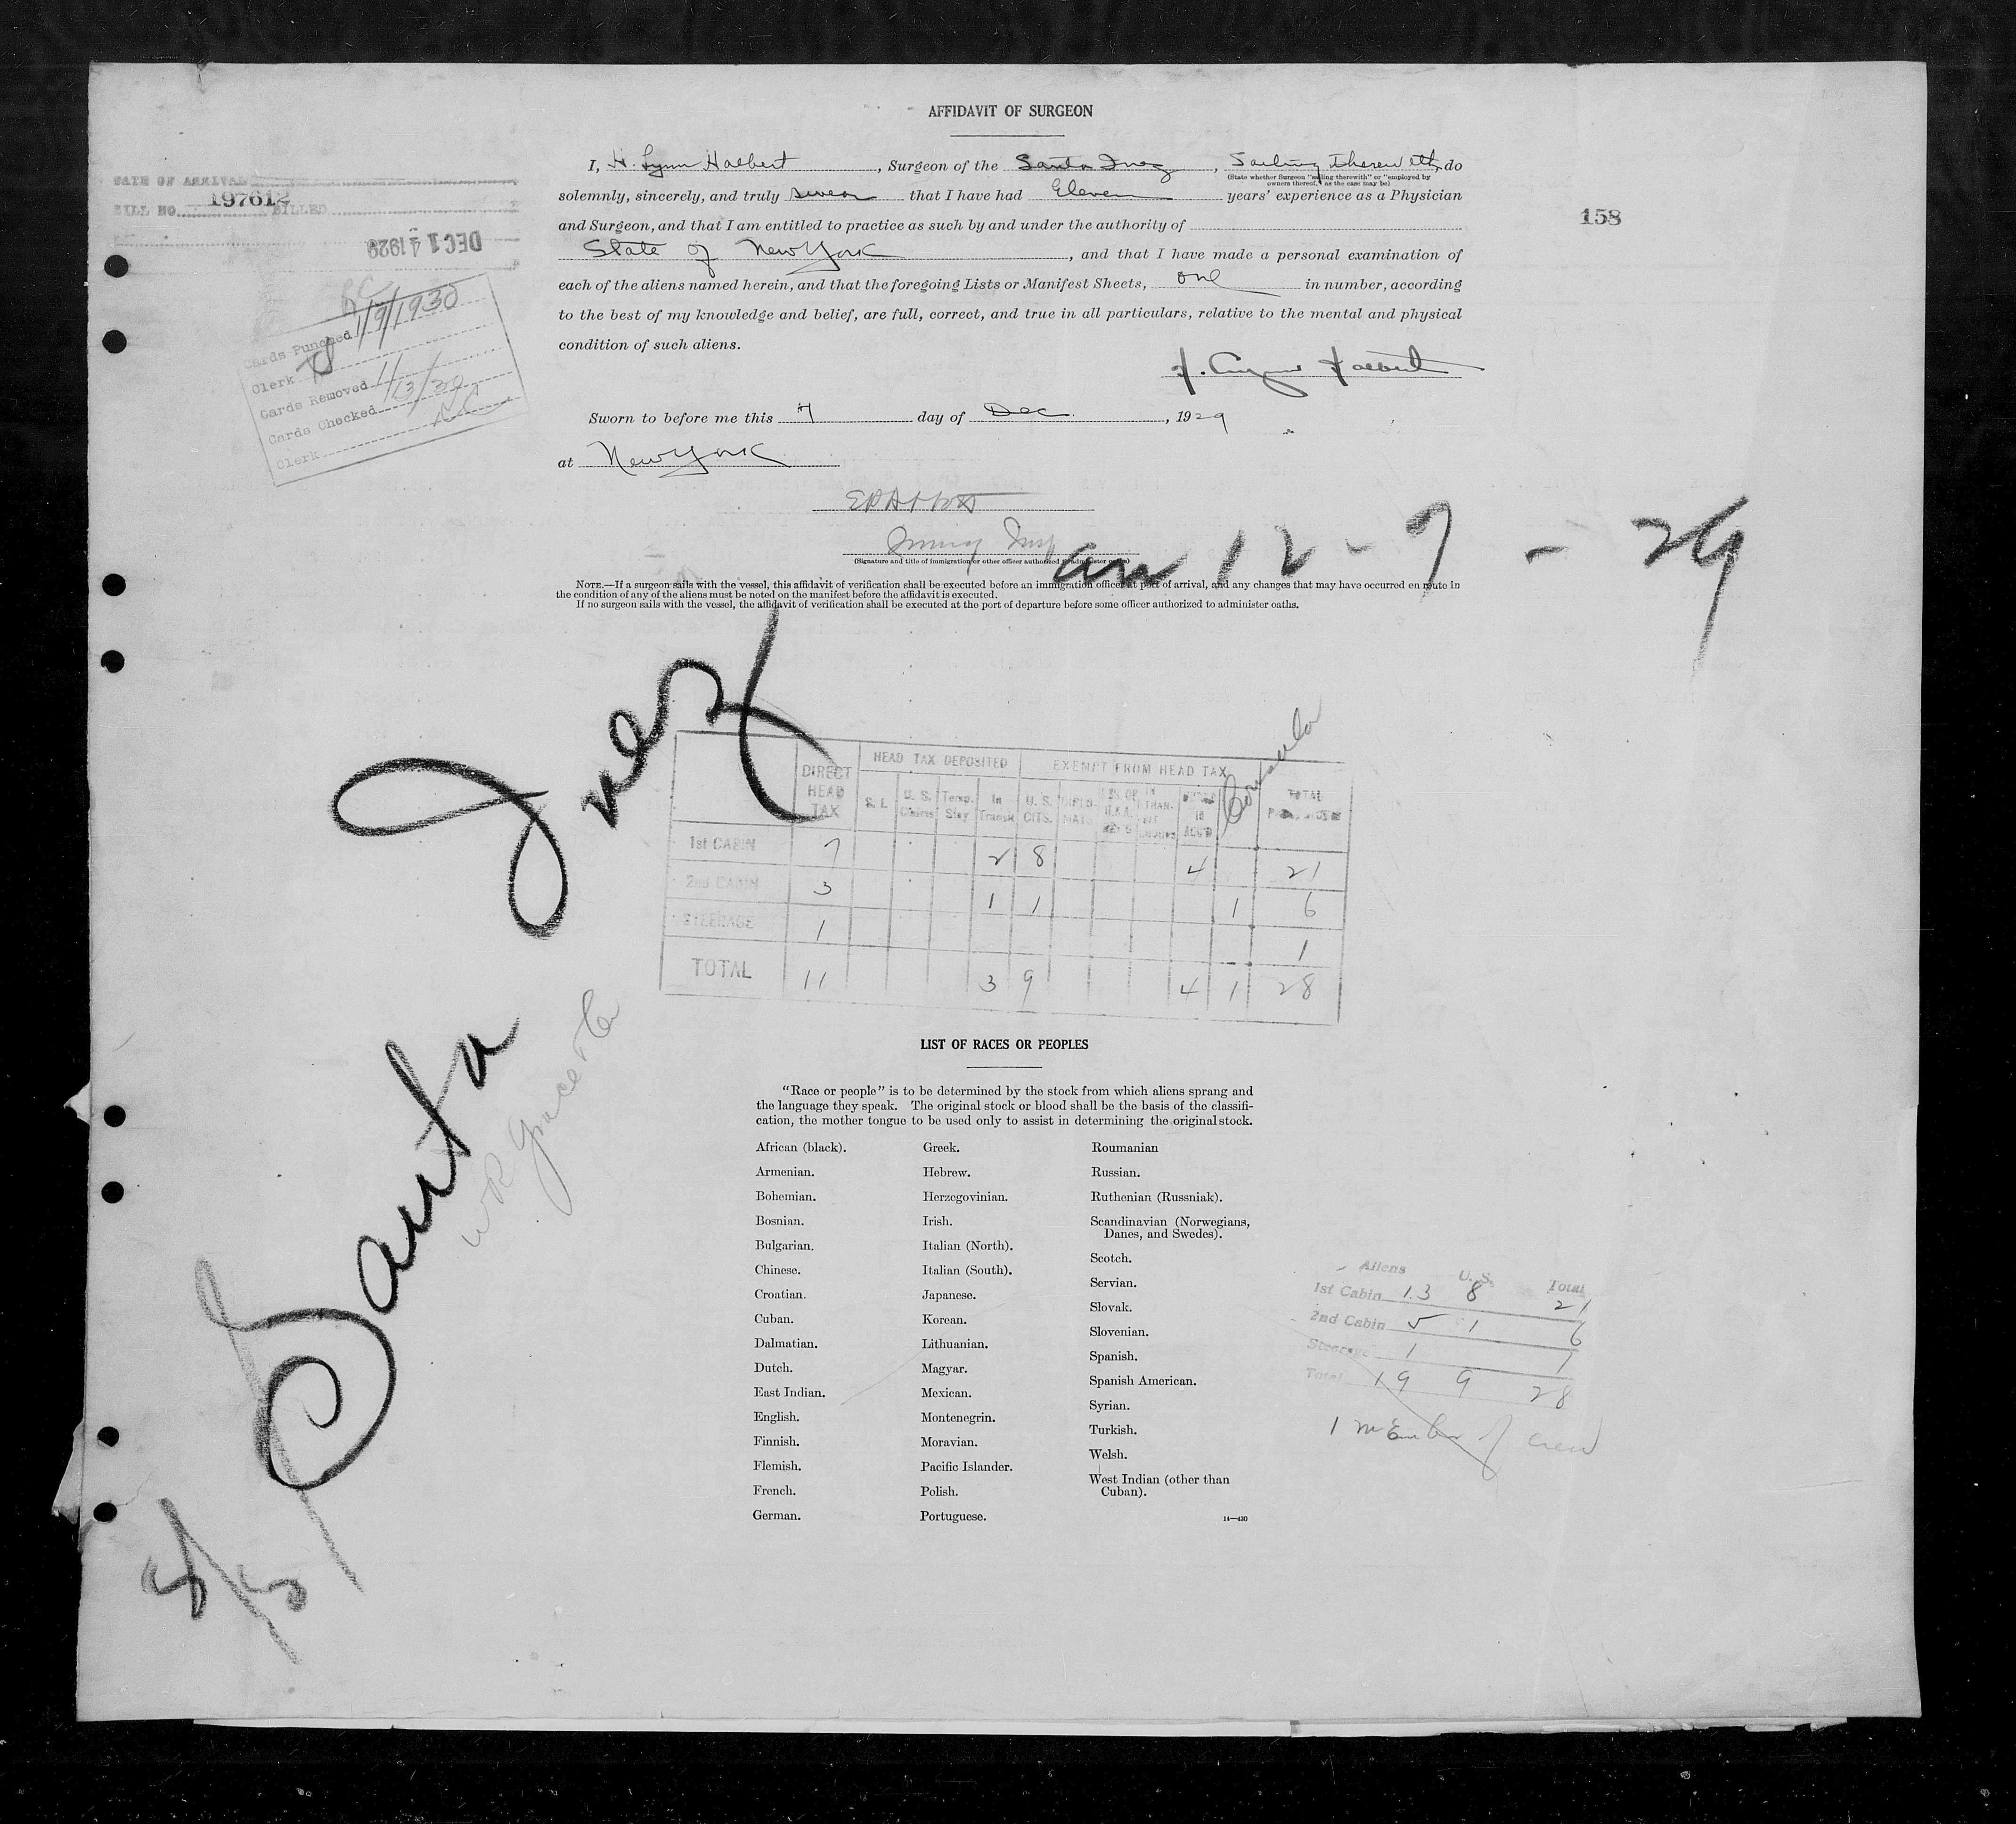 AFFIDAVIT OF SURGEON
I, H. Lynn Halbert, Surgeon of the Santa Inez, Sailing therewith, do
(State whether Surgeon "sailing therewith" or "employed by owners thereof," as the case may be)
solemnly, sincerely, and truly swear that I have had Eleven years' experience as a Physician
and Surgeon, and that I am entitled to practice as such by and under the authority of
State of New York, and that I have made a personal examination of
each of the aliens named herein, and that the foregoing Lists or Manifest Sheets, one in number, according
to the best of my knowledge and belief, are full, correct, and true in all particulars, relative to the mental and physical
condition of such aliens.
H. Lynn Halbert
Sworn to before me this 7 day of Dec., 1929
at New York
Immig Insp
(Signature and title of immigration or other officer authorized to administer oaths)
NOTE.—If a surgeon sails with the vessel, this affidavit of verification shall be executed before an immigration officer at port of arrival, and any changes that may have occurred en route in
the condition of any of the aliens must be noted on the manifest before the affidavit is executed.
If no surgeon sails with the vessel, the affidavit of verification shall be executed at the port of departure before some officer authorized to administer oaths.
DATE OF ARRIVAL
BILL NO. 197612 BILLED
DEC 14 1929
Cards Punched 1/9/1930
Clerk
Cards Removed 1/13/30
Cards Checked
Clerk
158
arr 12-7-29
Santa Inez
W R Grace & Co
HEAD TAX DEPOSITED EXEMPT FROM HEAD TAX Consular
DIRECT HEAD TAX S. I. U. S. Temp. Stay In Transit U. S. CITS. TOTAL
1st CABIN 7 2 8 4 21
2nd CABIN 3 1 1 1 6
STEERAGE 1 1
TOTAL 11 3 9 4 1 28
LIST OF RACES OR PEOPLES
"Race or people" is to be determined by the stock from which aliens sprang and
the language they speak. The original stock or blood shall be the basis of the classifi-
cation, the mother tongue to be used only to assist in determining the original stock.
African (black).
Armenian.
Bohemian.
Bosnian.
Bulgarian.
Chinese.
Croatian.
Cuban.
Dalmatian.
Dutch.
East Indian.
English.
Finnish.
Flemish.
French.
German.
Greek.
Hebrew.
Herzegovinian.
Irish.
Italian (North).
Italian (South).
Japanese.
Korean.
Lithuanian.
Magyar.
Mexican.
Montenegrin.
Moravian.
Pacific Islander.
Polish.
Portuguese.
Roumanian
Russian.
Ruthenian (Russniak).
Scandinavian (Norwegians,
Danes, and Swedes).
Scotch.
Servian.
Slovak.
Slovenian.
Spanish.
Spanish American.
Syrian.
Turkish.
Welsh.
West Indian (other than
Cuban).
14—430
Aliens U. S. Total
1st Cabin 13 8 21
2nd Cabin 5 1 6
Steerage 1 1
Total 19 9 28
1 member of crew